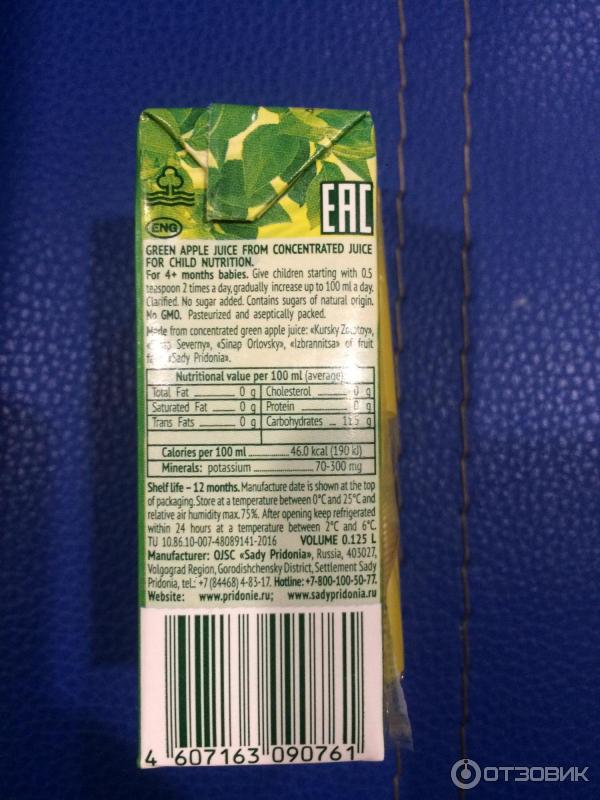 ENG
EAC
GREEN APPLE JUICE FROM CONCENTRATED JUICE
FOR CHILD NUTRITION.
For 4+ months babies. Give children starting with 0.5
teaspoon 2 times a day, gradually increase up to 100 ml a day.
Clarified. No sugar added. Contains sugars of natural origin.
No GMO. Pasteurized and aseptically packed.
Made from concentrated green apple juice: «Kursky Zolotoy»,
Severny», «Sinap Orlovsky», «Izbrannitsa» of fruit
«Sady Pridonia».
Nutritional value per 100 ml (average)
Total Fat 0 g Cholesterol 0 g
Saturated Fat 0 g Protein 0 g
Trans Fats 0 g Carbohydrates 11.5 g
Calories per 100 ml 46.0 kcal (190 kJ)
Minerals: potassium 70-300 mg
Shelf life – 12 months. Manufacture date is shown at the top
of packaging. Store at a temperature between 0°C and 25°C and
relative air humidity max. 75%. After opening keep refrigerated
within 24 hours at a temperature between 2°C and 6°C.
TU 10.86.10-007-48089141-2016 VOLUME 0.125 L
Manufacturer: OJSC «Sady Pridonia», Russia, 403027,
Volgograd Region, Gorodishchensky District, Settlement Sady
Pridonia, tel.: +7 (84468) 4-83-17. Hotline: +7-800-100-50-77.
Website: www.pridonie.ru; www.sadypridonia.ru
4 607163 090761
ОТЗОВИК